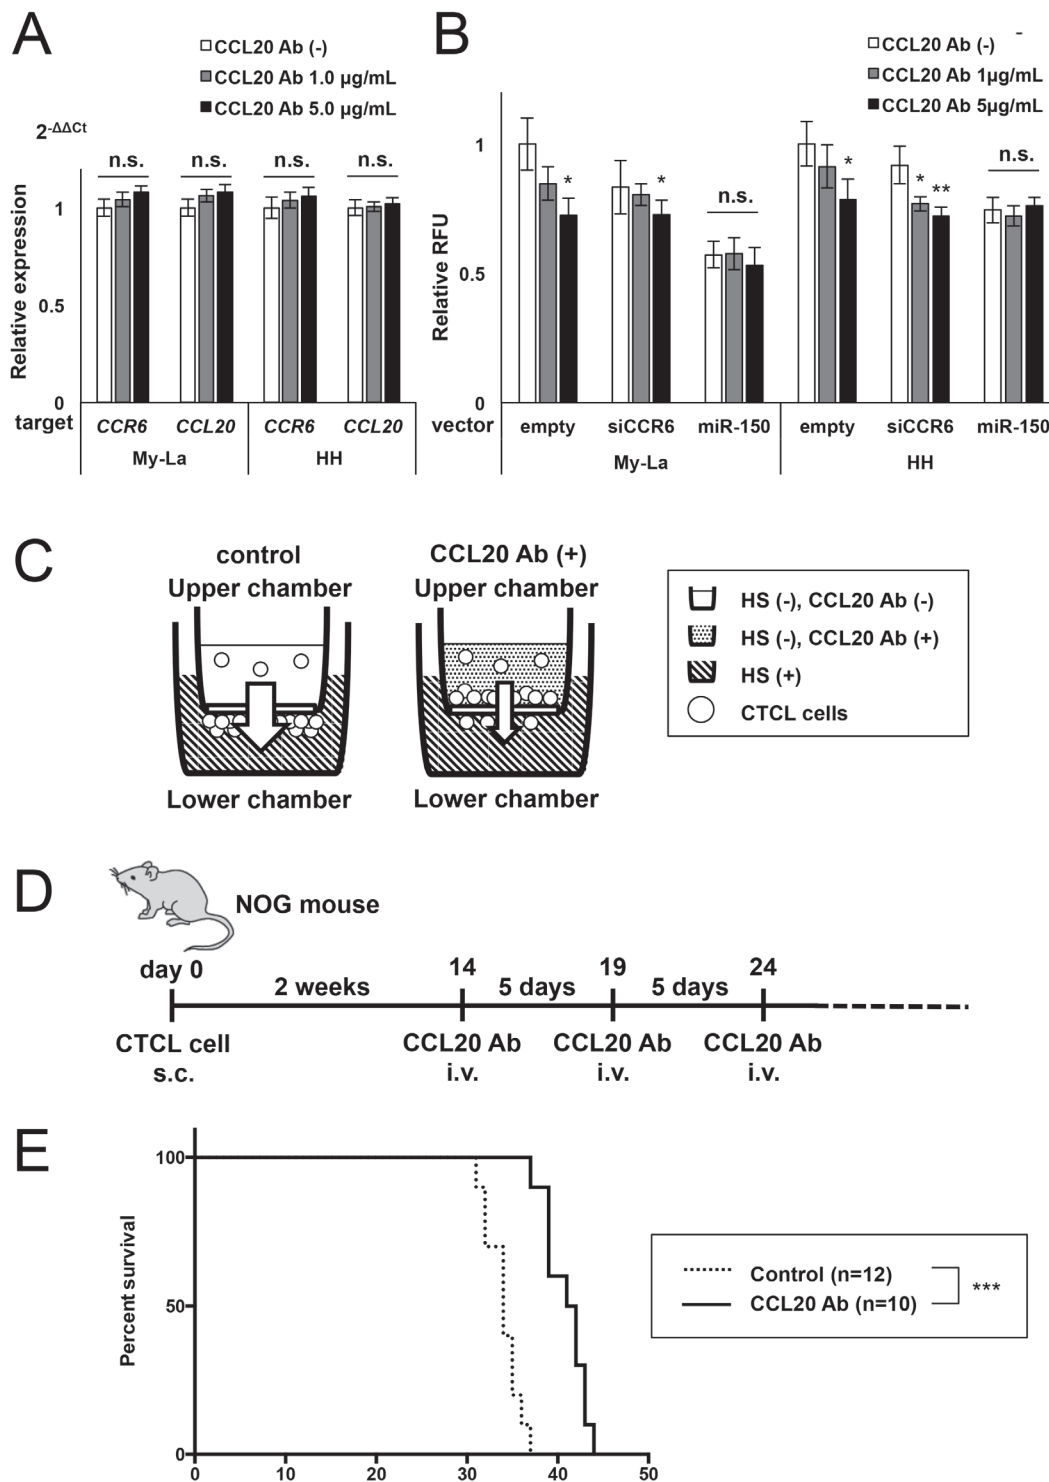 A
CCL20 Ab (-)
CCL20 Ab 1.0 µg/mL
CCL20 Ab 5.0 µg/mL
2-ΔΔCt
Relative expression
n.s.
n.s.
n.s.
n.s.
1
0.5
0
target
CCR6
CCL20
CCR6
CCL20
My-La
HH
B
CCL20 Ab (-)
CCL20 Ab 1µg/mL
CCL20 Ab 5µg/mL
Relative RFU
1
0.5
0
*
*
n.s.
*
*
**
n.s.
vector
empty
siCCR6
miR-150
empty
siCCR6
miR-150
My-La
HH
C
control
Upper chamber
Lower chamber
CCL20 Ab (+)
Upper chamber
Lower chamber
HS (-), CCL20 Ab (-)
HS (-), CCL20 Ab (+)
HS (+)
CTCL cells
D
NOG mouse
day 0
14
19
24
2 weeks
5 days
5 days
CTCL cell
s.c.
CCL20 Ab
i.v.
CCL20 Ab
i.v.
CCL20 Ab
i.v.
E
Percent survival
100
50
0
0
10
20
30
40
50
Control (n=12)
CCL20 Ab (n=10)
***